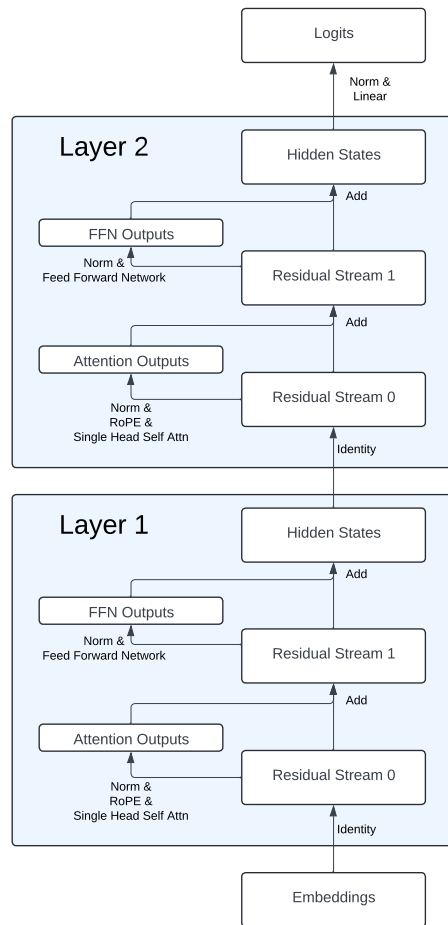 Logits
Norm &
Linear
Layer 2
Hidden States
Add
FFN Outputs
Norm &
Feed Forward Network
Residual Stream 1
Add
Attention Outputs
Norm &
RoPE &
Single Head Self Attn
Residual Stream 0
Identity
Layer 1
Hidden States
Add
FFN Outputs
Norm &
Feed Forward Network
Residual Stream 1
Add
Attention Outputs
Norm &
RoPE &
Single Head Self Attn
Residual Stream 0
Identity
Embeddings